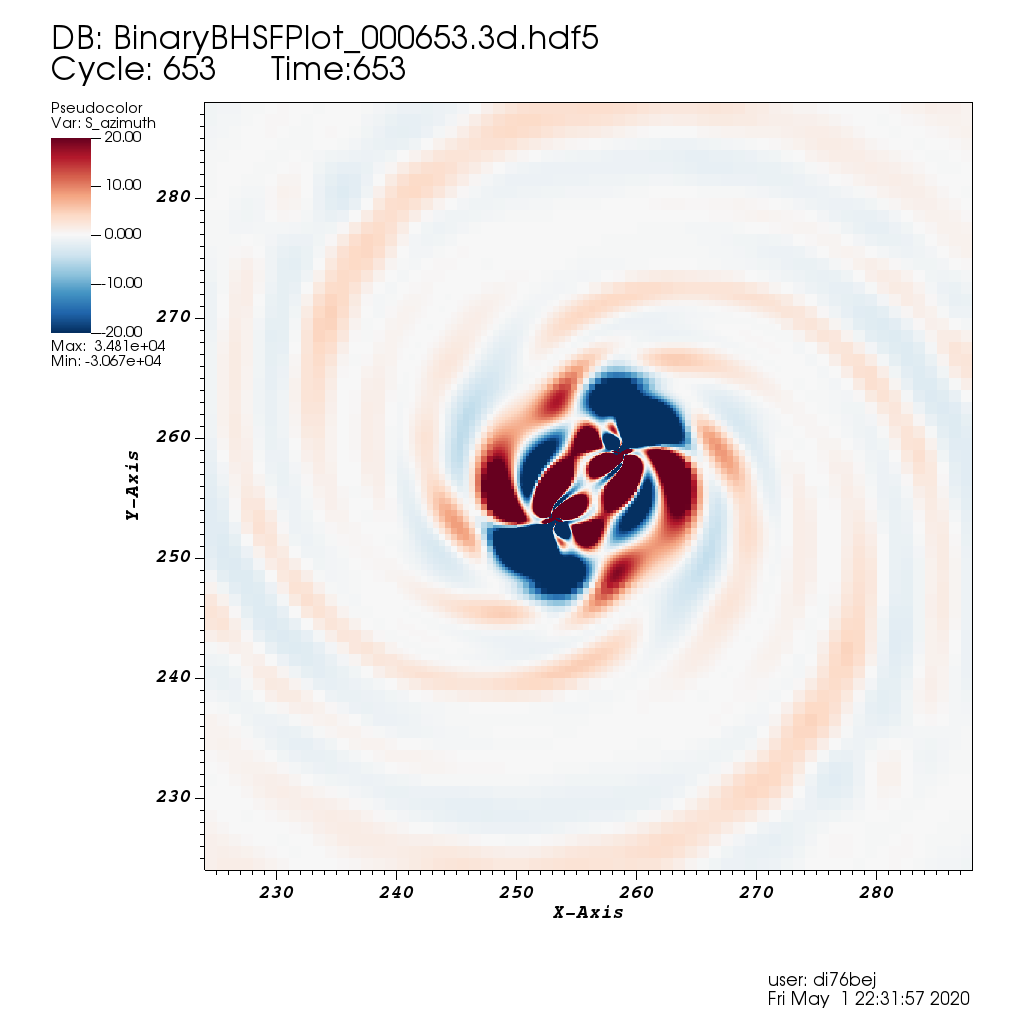 DB: BinaryBHSFPlot_000653.3d.hdf5
Cycle: 653 Time:653
Pseudocolor
Var: S_azimuth
20.00
10.00
0.000
-10.00
-20.00
Max: 3.481e+04
Min: -3.067e+04
280
270
260
250
240
230
Y-Axis
230 240 250 260 270 280
X-Axis
user: di76bej
Fri May 1 22:31:57 2020